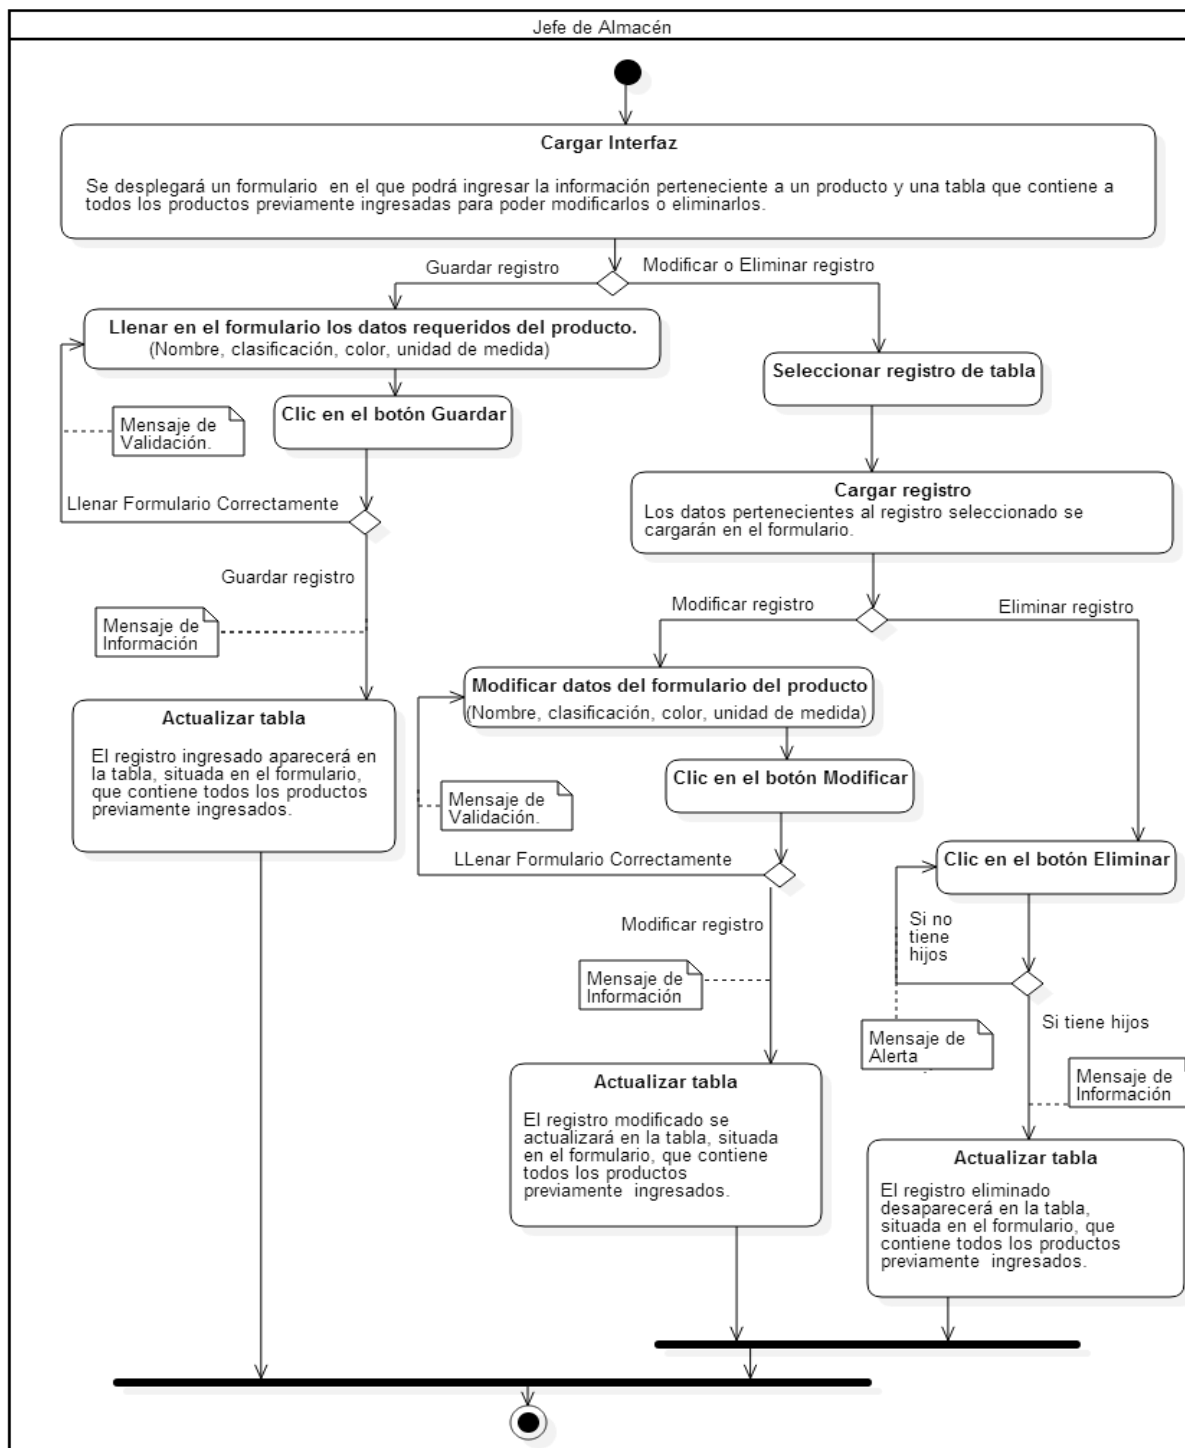 Jefe de Almacén
Cargar Interfaz
Se desplegará un formulario en el que podrá ingresar la información perteneciente a un producto y una tabla que contiene a
todos los productos previamente ingresadas para poder modificarlos o eliminarlos.
Guardar registro
Modificar o Eliminar registro
Llenar en el formulario los datos requeridos del producto.
(Nombre, clasificación, color, unidad de medida)
Clic en el botón Guardar
Mensaje de
Validación.
Llenar Formulario Correctamente
Guardar registro
Mensaje de
Información
Actualizar tabla
El registro ingresado aparecerá en
la tabla, situada en el formulario,
que contiene todos los productos
previamente ingresados.
Seleccionar registro de tabla
Cargar registro
Los datos pertenecientes al registro seleccionado se
cargarán en el formulario.
Modificar registro
Eliminar registro
Modificar datos del formulario del producto
(Nombre, clasificación, color, unidad de medida)
Clic en el botón Modificar
Mensaje de
Validación.
LLenar Formulario Correctamente
Modificar registro
Mensaje de
Información
Actualizar tabla
El registro modificado se
actualizará en la tabla, situada
en el formulario, que contiene
todos los productos
previamente ingresados.
Clic en el botón Eliminar
Si no
tiene
hijos
Mensaje de
Alerta
Si tiene hijos
Mensaje de
Información
Actualizar tabla
El registro eliminado
desaparecerá en la tabla,
situada en el formulario, que
contiene todos los productos
previamente ingresados.